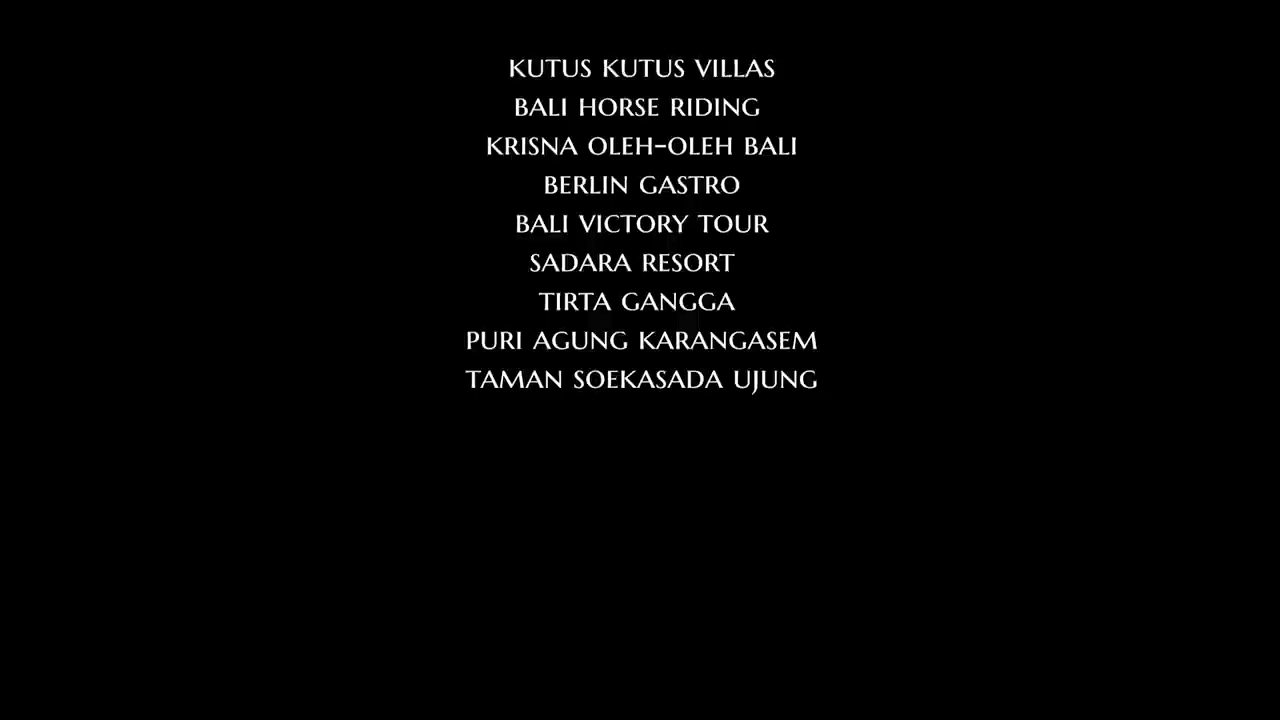 KUTUS KUTUS VILLAS
BALI HORSE RIDING
KRISNA OLEH-OLEH BALI
BERLIN GASTRO
BALI VICTORY TOUR
SADARA RESORT
TIRTA GANGGA
PURI AGUNG KARANGASEM
TAMAN SOEKASADA UJUNG